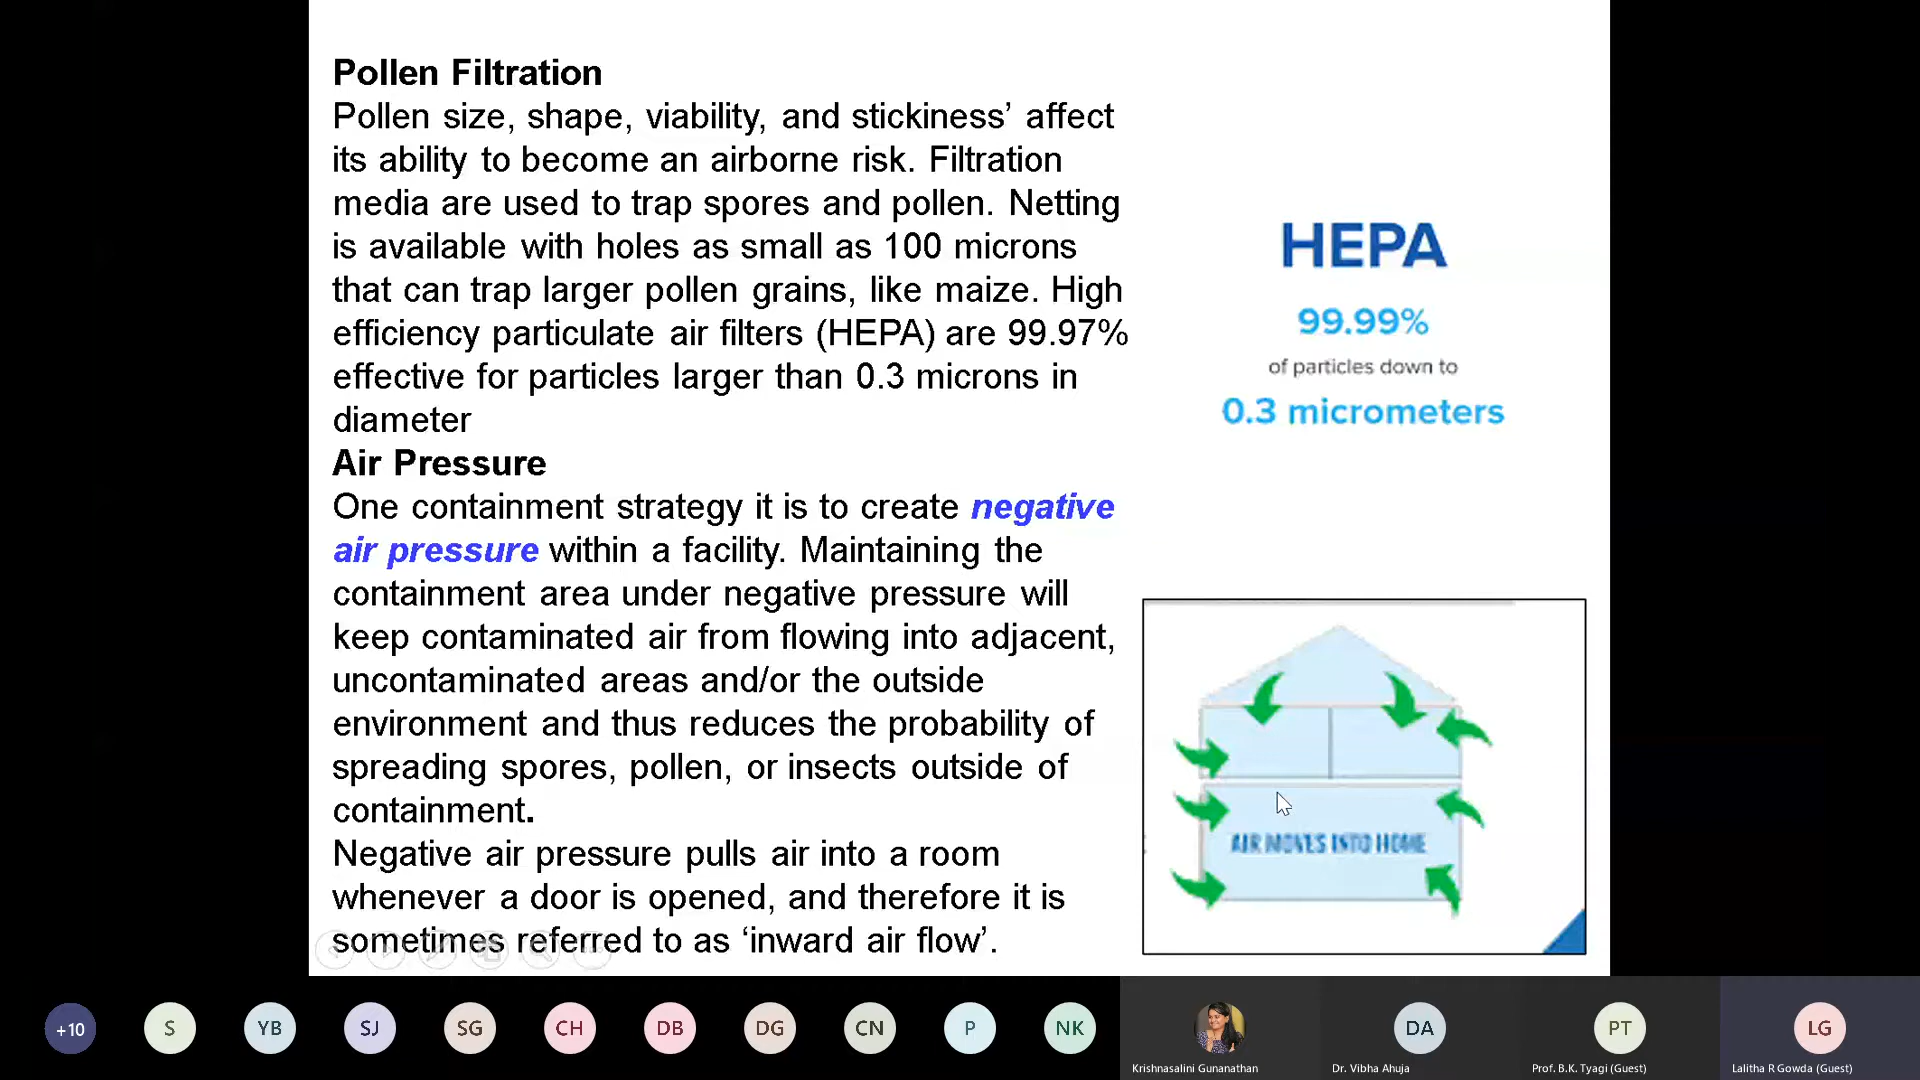 Pollen Filtration
Pollen size, shape, viability, and stickiness’ affect
its ability to become an airborne risk. Filtration
media are used to trap spores and pollen. Netting
is available with holes as small as 100 microns
that can trap larger pollen grains, like maize. High
efficiency particulate air filters (HEPA) are 99.97%
effective for particles larger than 0.3 microns in
diameter
Air Pressure
One containment strategy it is to create negative
air pressure within a facility. Maintaining the
containment area under negative pressure will
keep contaminated air from flowing into adjacent,
uncontaminated areas and/or the outside
environment and thus reduces the probability of
spreading spores, pollen, or insects outside of
containment.
Negative air pressure pulls air into a room
whenever a door is opened, and therefore it is
sometimes referred to as ‘inward air flow’.
HEPA
99.99%
of particles down to
0.3 micrometers
AIR MOVES INTO HOME
+10
S
YB
SJ
SG
CH
DB
DG
CN
P
NK
Krishnasalini Gunanathan
DA
Dr. Vibha Ahuja
PT
Prof. B.K. Tyagi (Guest)
LG
Lalitha R Gowda (Guest)